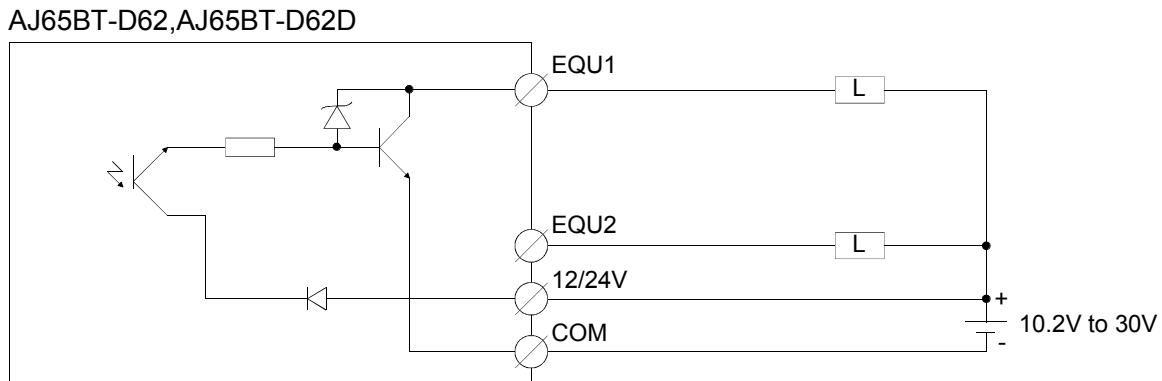 AJ65BT-D62,AJ65BT-D62D
EQU1
L
EQU2
L
12/24V
+
10.2V to 30V
COM
-